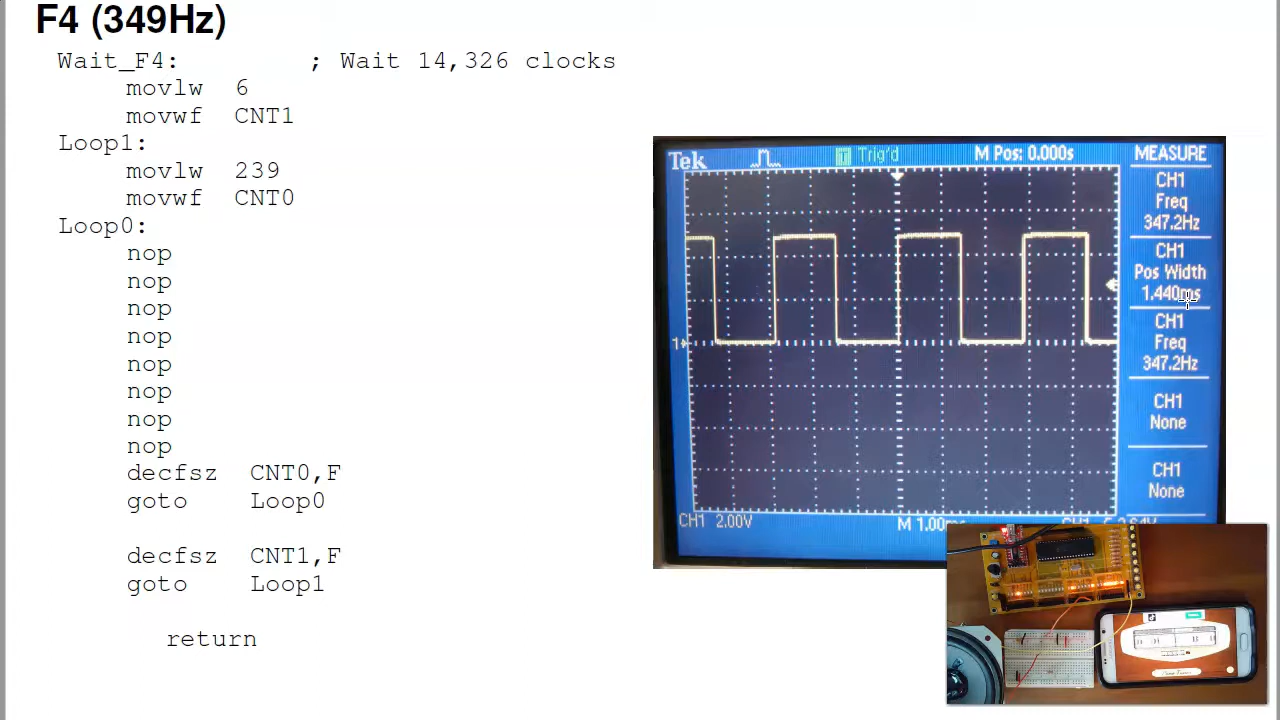 F4 (349Hz)
Wait_F4: ; Wait 14,326 clocks
movlw 6
movwf CNT1
Loop1:
movlw 239
movwf CNT0
Loop0:
nop
nop
nop
nop
nop
nop
nop
nop
decfsz CNT0,F
goto Loop0
decfsz CNT1,F
goto Loop1
return
Tek T Trig'd M Pos: 0.000s MEASURE
CH1
Freq
347.2Hz
CH1
Pos Width
1.440ms
CH1
Freq
347.2Hz
CH1
None
CH1
None
1
CH1 2.00V M 1.00ms